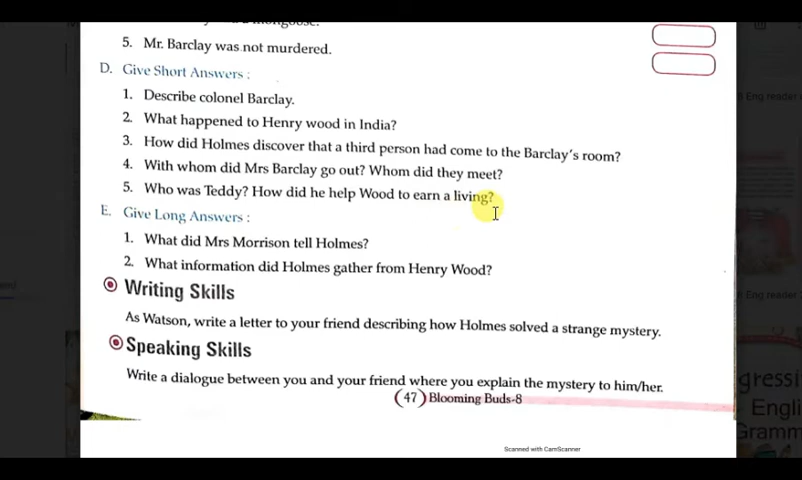 5. Mr. Barclay was not murdered.
D. Give Short Answers :
1. Describe colonel Barclay.
2. What happened to Henry wood in India?
3. How did Holmes discover that a third person had come to the Barclay's room?
4. With whom did Mrs Barclay go out? Whom did they meet?
5. Who was Teddy? How did he help Wood to earn a living?
E. Give Long Answers :
1. What did Mrs Morrison tell Holmes?
2. What information did Holmes gather from Henry Wood?
Writing Skills
As Watson, write a letter to your friend describing how Holmes solved a strange mystery.
Speaking Skills
Write a dialogue between you and your friend where you explain the mystery to him/her.
(47) Blooming Buds-8
Scanned with CamScanner
Eng reader
Eng reader